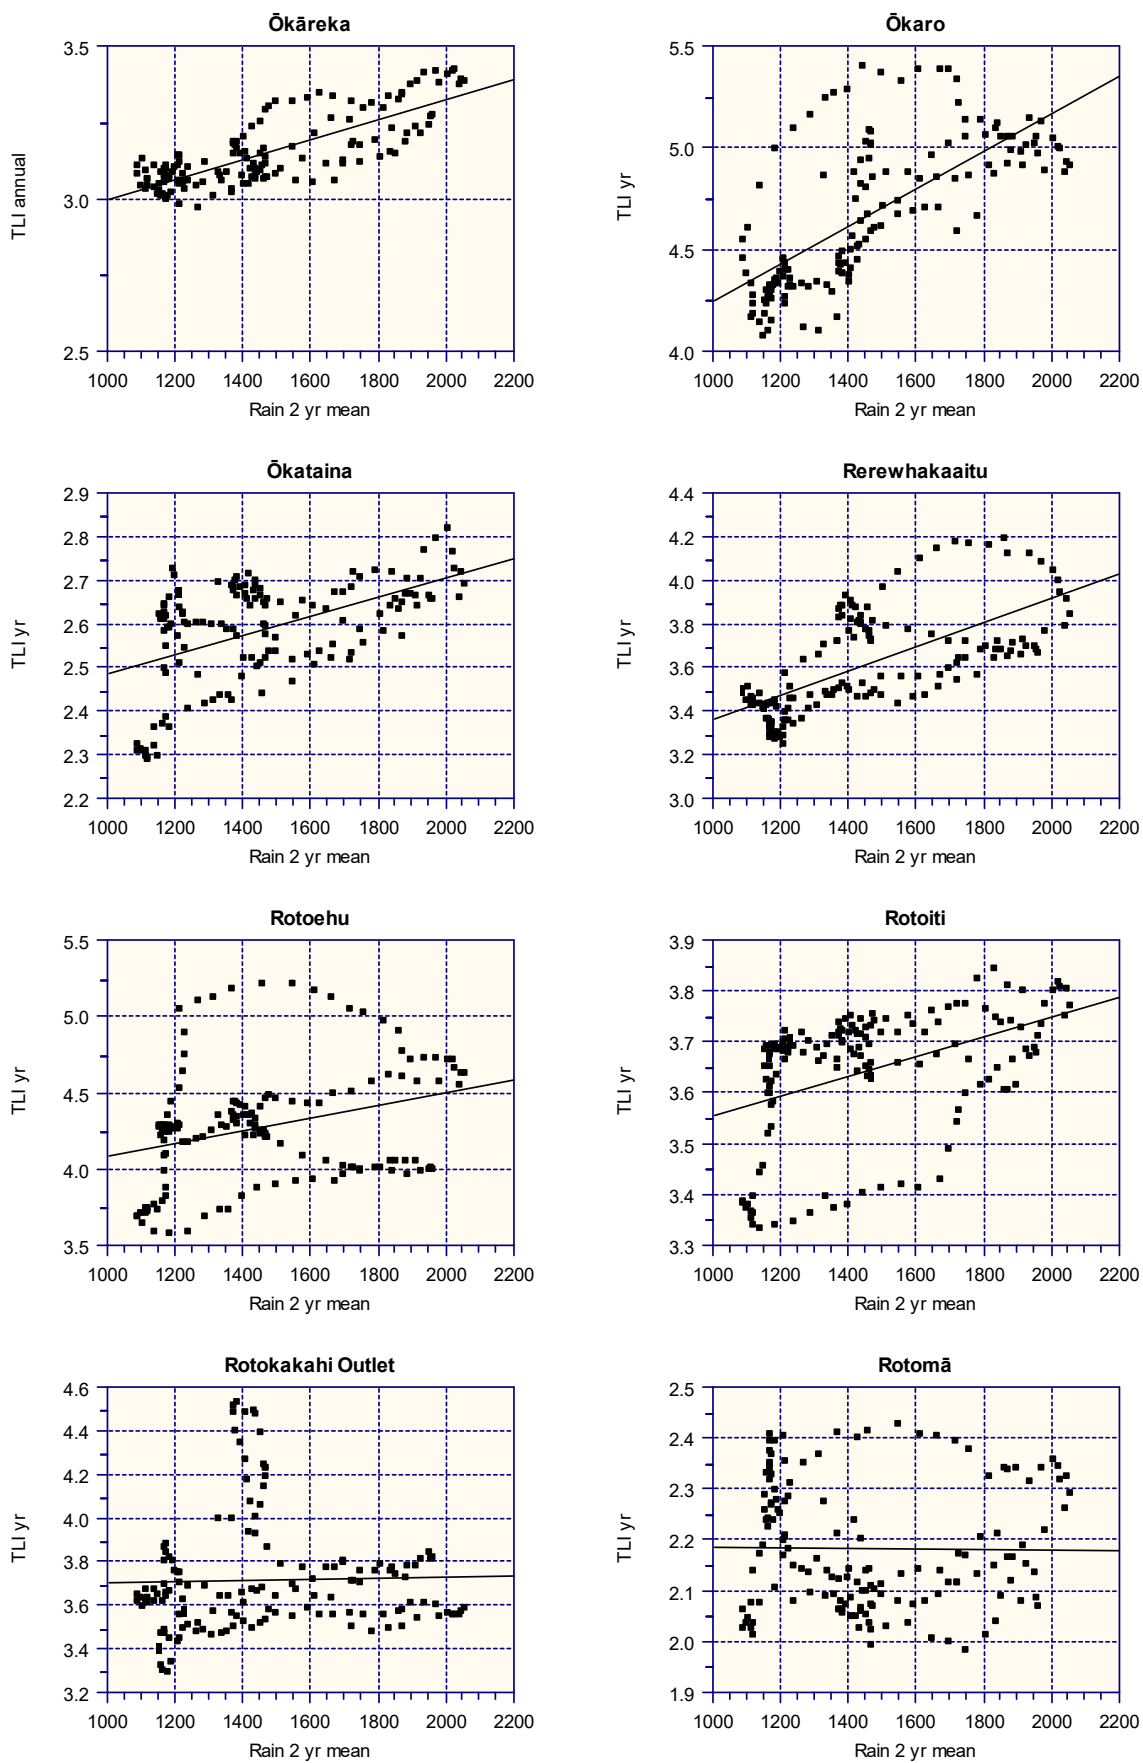 Ōkāreka
3.5
3.0
2.5
TLI annual
1000 1200 1400 1600 1800 2000 2200
Rain 2 yr mean
Ōkaro
5.5
5.0
4.5
4.0
TLI yr
1000 1200 1400 1600 1800 2000 2200
Rain 2 yr mean
Ōkataina
2.9
2.8
2.7
2.6
2.5
2.4
2.3
2.2
TLI yr
1000 1200 1400 1600 1800 2000 2200
Rain 2 yr mean
Rerewhakaaitu
4.4
4.2
4.0
3.8
3.6
3.4
3.2
3.0
TLI yr
1000 1200 1400 1600 1800 2000 2200
Rain 2 yr mean
Rotoehu
5.5
5.0
4.5
4.0
3.5
TLI yr
1000 1200 1400 1600 1800 2000 2200
Rain 2 yr mean
Rotoiti
3.9
3.8
3.7
3.6
3.5
3.4
3.3
TLI yr
1000 1200 1400 1600 1800 2000 2200
Rain 2 yr mean
Rotokakahi Outlet
4.6
4.4
4.2
4.0
3.8
3.6
3.4
3.2
TLI yr
1000 1200 1400 1600 1800 2000 2200
Rain 2 yr mean
Rotomā
2.5
2.4
2.3
2.2
2.1
2.0
1.9
TLI yr
1000 1200 1400 1600 1800 2000 2200
Rain 2 yr mean